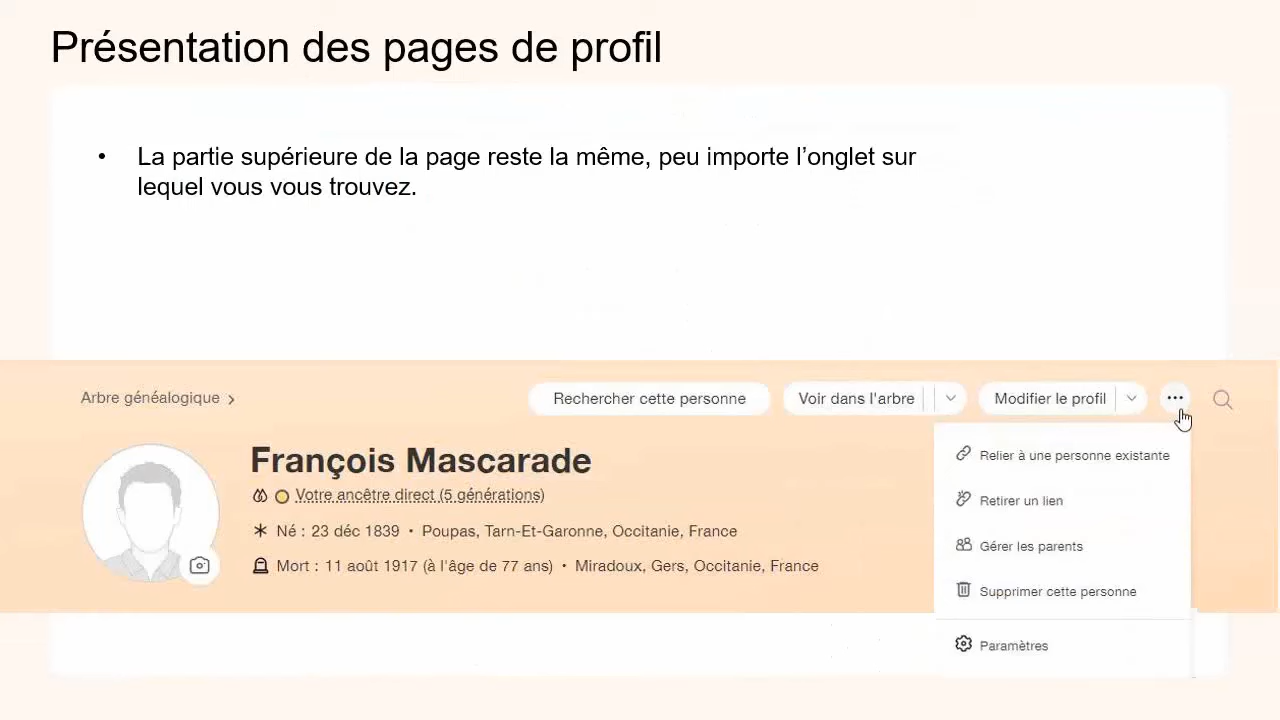 Présentation des pages de profil
• La partie supérieure de la page reste la même, peu importe l’onglet sur
lequel vous vous trouvez.
Arbre généalogique
Rechercher cette personne
Voir dans l'arbre
Modifier le profil
François Mascarade
Votre ancêtre direct (5 générations)
Né : 23 déc 1839 • Poupas, Tarn-Et-Garonne, Occitanie, France
Mort : 11 août 1917 (à l'âge de 77 ans) • Miradoux, Gers, Occitanie, France
Relier à une personne existante
Retirer un lien
Gérer les parents
Supprimer cette personne
Paramètres